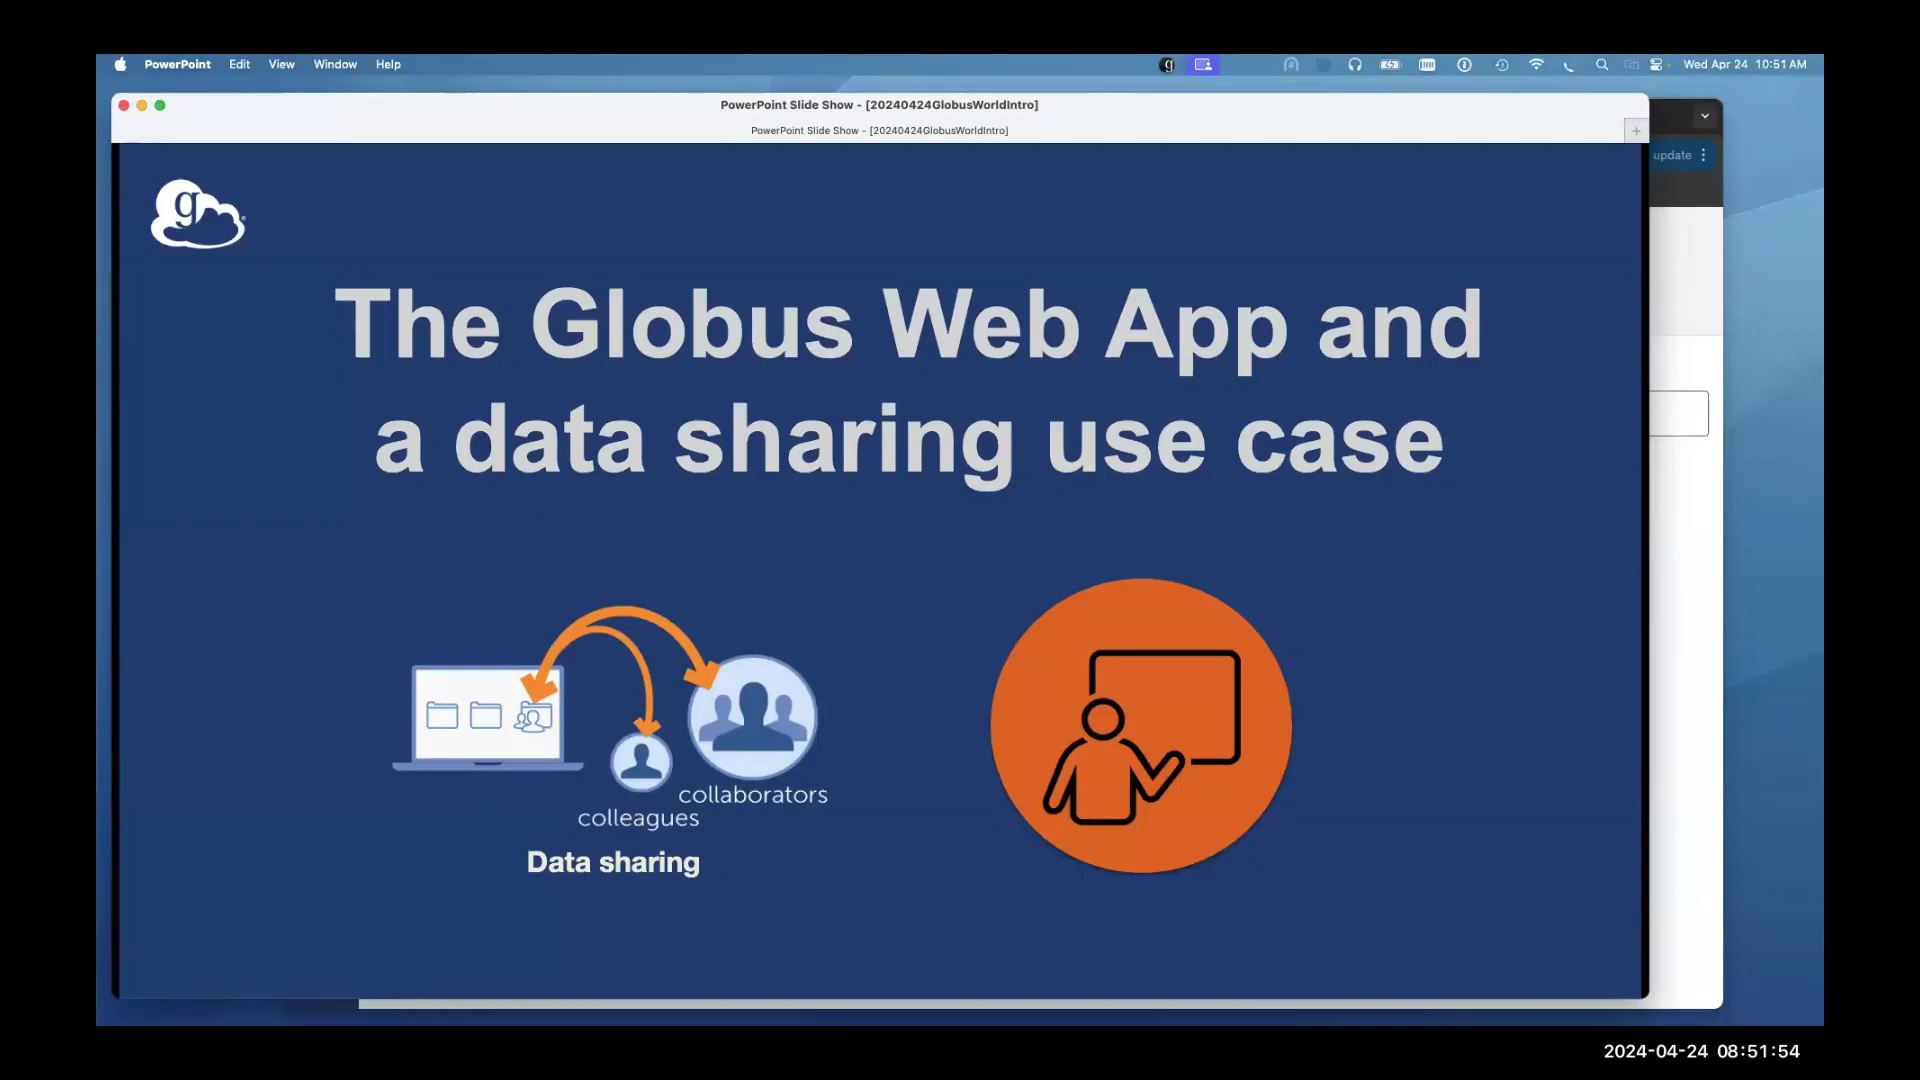 PowerPoint Edit View Window Help
Wed Apr 24 10:51 AM
PowerPoint Slide Show - [20240424GlobusWorldIntro]
PowerPoint Slide Show - [20240424GlobusWorldIntro]
update
g
The Globus Web App and
a data sharing use case
collaborators
colleagues
Data sharing
2024-04-24 08:51:54